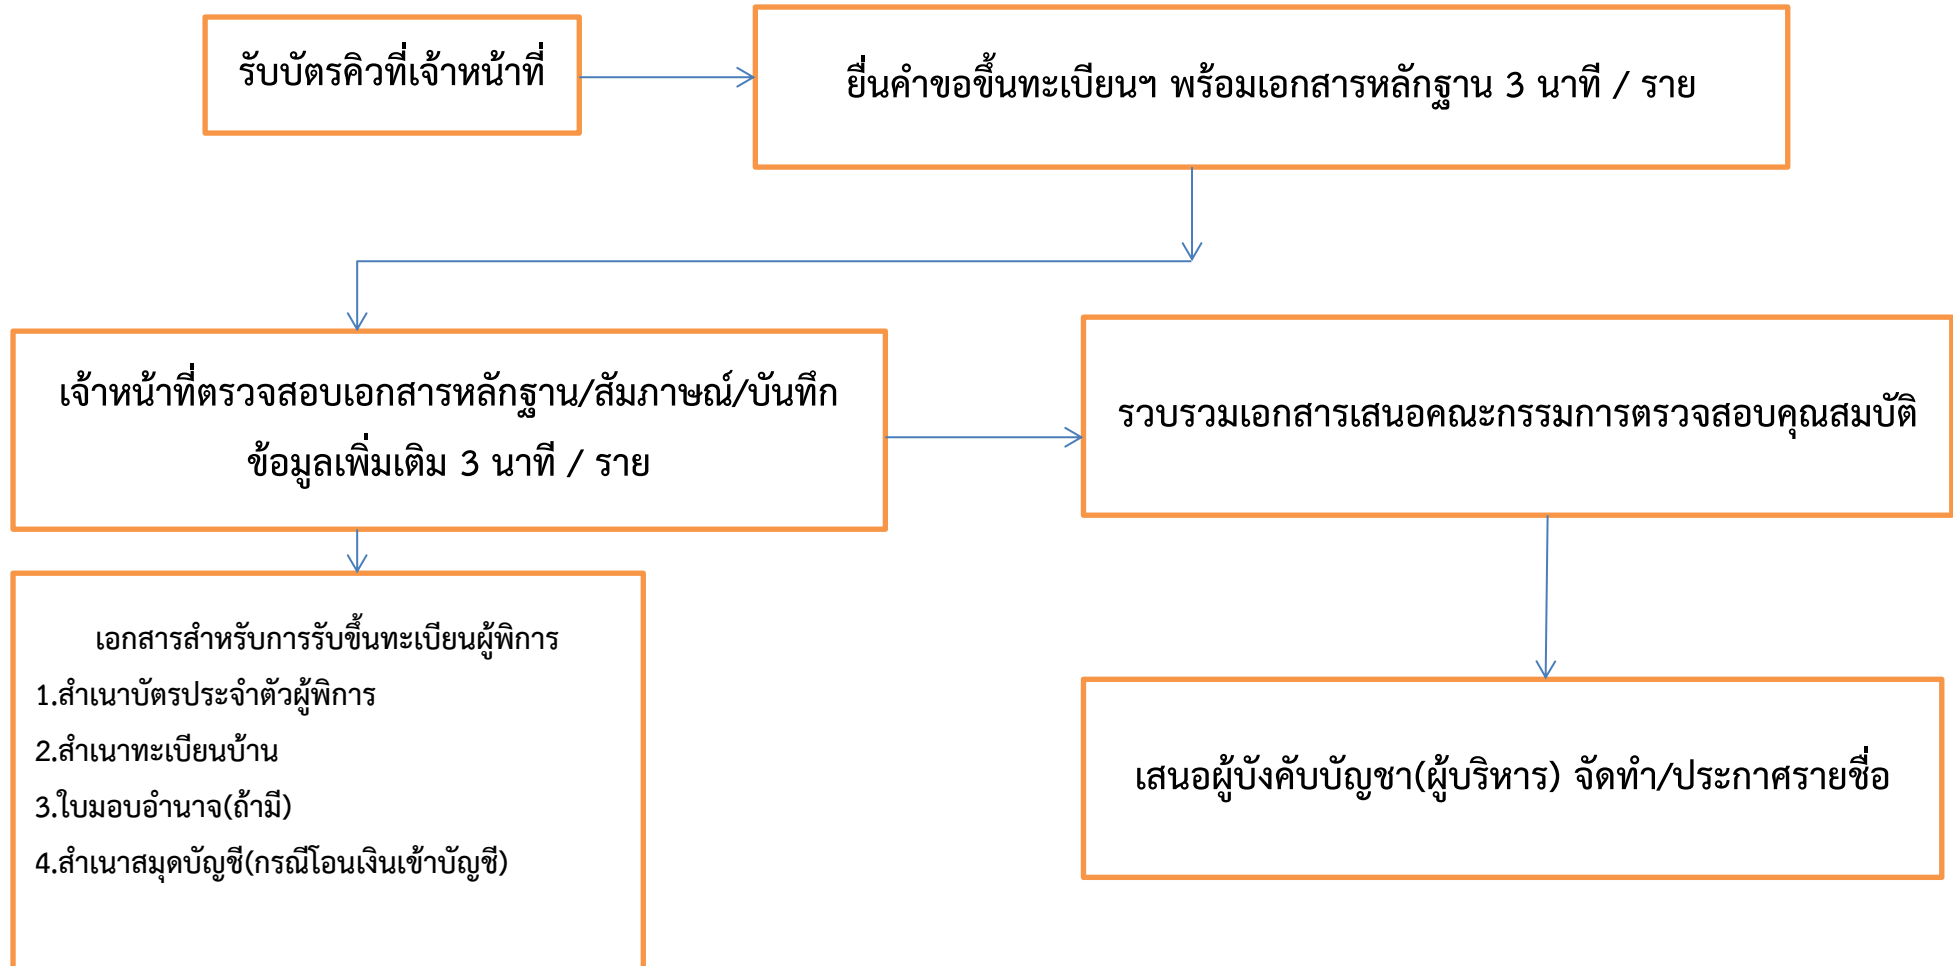 รับบัตรคิวที่เจ้าหน้าที่
ยื่นคำขอขึ้นทะเบียนฯ พร้อมเอกสารหลักฐาน 3 นาที / ราย
เจ้าหน้าที่ตรวจสอบเอกสารหลักฐาน/สัมภาษณ์/บันทึก
ข้อมูลเพิ่มเติม 3 นาที / ราย
รวบรวมเอกสารเสนอคณะกรรมการตรวจสอบคุณสมบัติ
เอกสารสำหรับการรับขึ้นทะเบียนผู้พิการ
1.สำเนาบัตรประจำตัวผู้พิการ
2.สำเนาทะเบียนบ้าน
3.ใบมอบอำนาจ(ถ้ามี)
4.สำเนาสมุดบัญชี(กรณีโอนเงินเข้าบัญชี)
เสนอผู้บังคับบัญชา(ผู้บริหาร) จัดทำ/ประกาศรายชื่อ